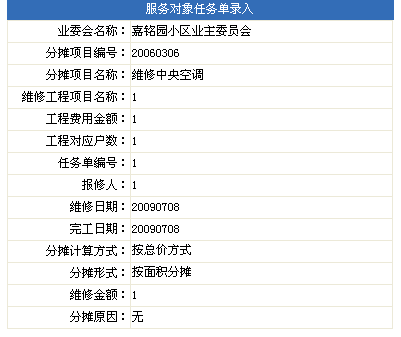 服务对象任务单录入
业委会名称：嘉铭园小区业主委员会
分摊项目编号：20060306
分摊项目名称：维修中央空调
维修工程项目名称：1
工程费用金额：1
工程对应户数：1
任务单编号：1
报修人：1
维修日期：20090708
完工日期：20090708
分摊计算方式：按总价方式
分摊形式：按面积分摊
维修金额：1
分摊原因：无